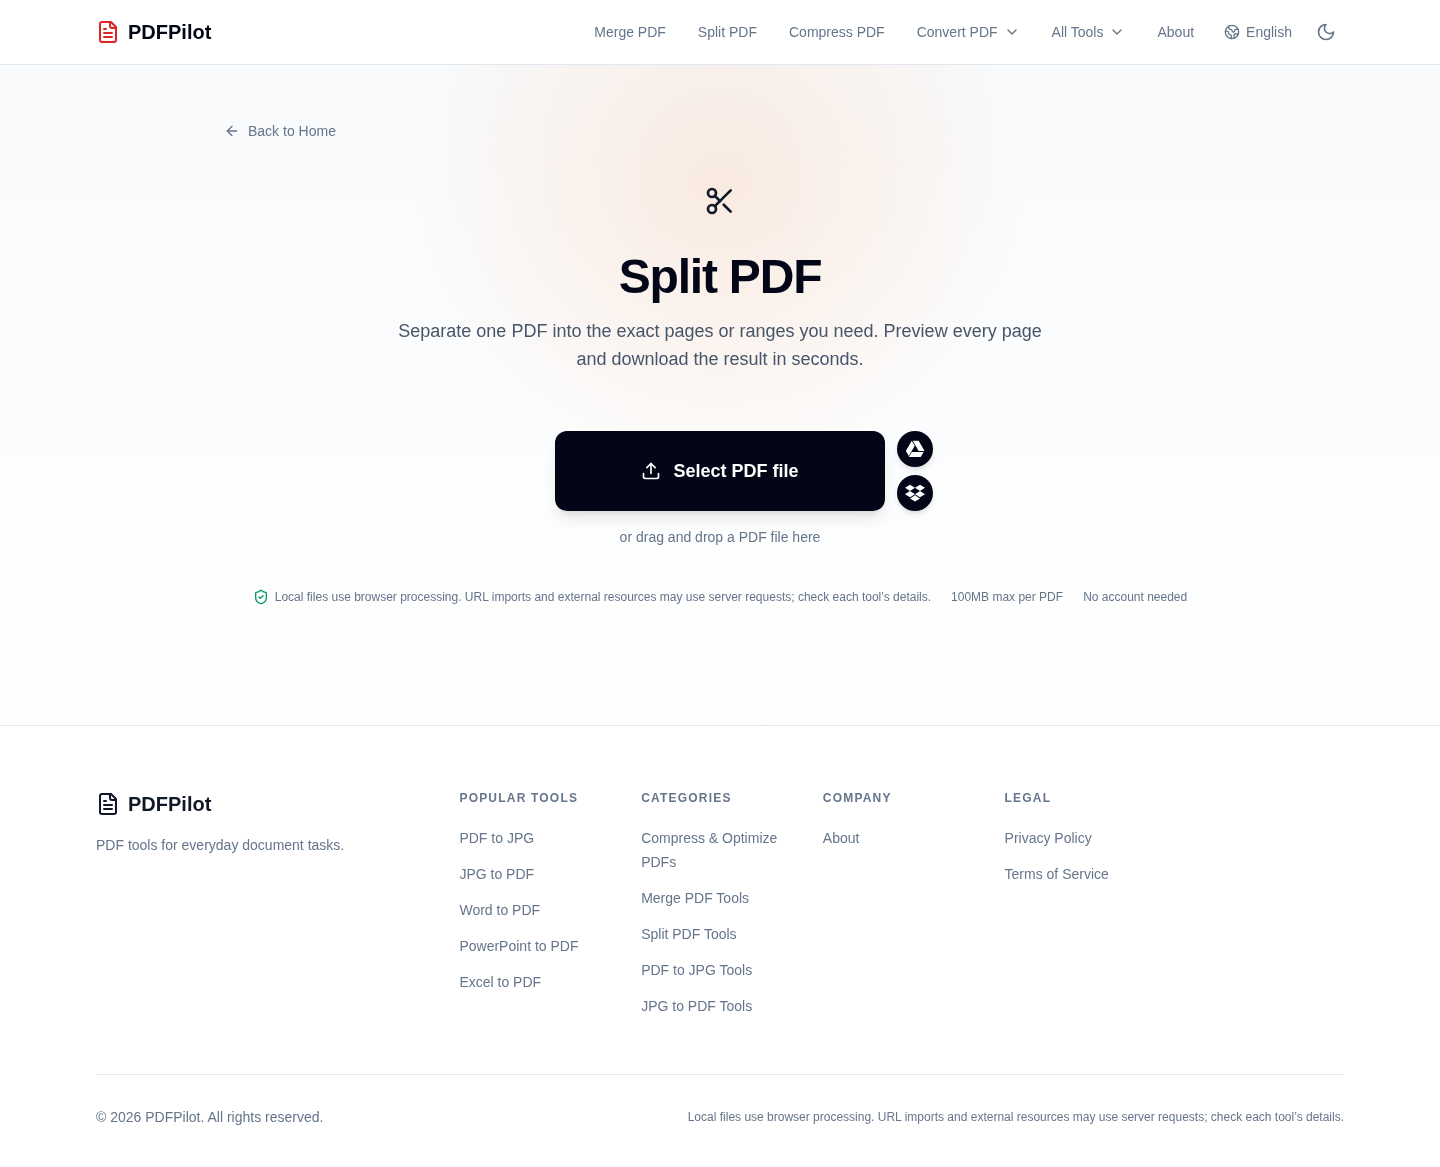 PDFPilot
Merge PDF
Split PDF
Compress PDF
Convert PDF
All Tools
About
English
Back to Home
Split PDF
Separate one PDF into the exact pages or ranges you need. Preview every page
and download the result in seconds.
Select PDF file
or drag and drop a PDF file here
Local files use browser processing. URL imports and external resources may use server requests; check each tool’s details.
100MB max per PDF
No account needed
PDFPilot
PDF tools for everyday document tasks.
POPULAR TOOLS
PDF to JPG
JPG to PDF
Word to PDF
PowerPoint to PDF
Excel to PDF
CATEGORIES
Compress & Optimize
PDFs
Merge PDF Tools
Split PDF Tools
PDF to JPG Tools
JPG to PDF Tools
COMPANY
About
LEGAL
Privacy Policy
Terms of Service
© 2026 PDFPilot. All rights reserved.
Local files use browser processing. URL imports and external resources may use server requests; check each tool’s details.